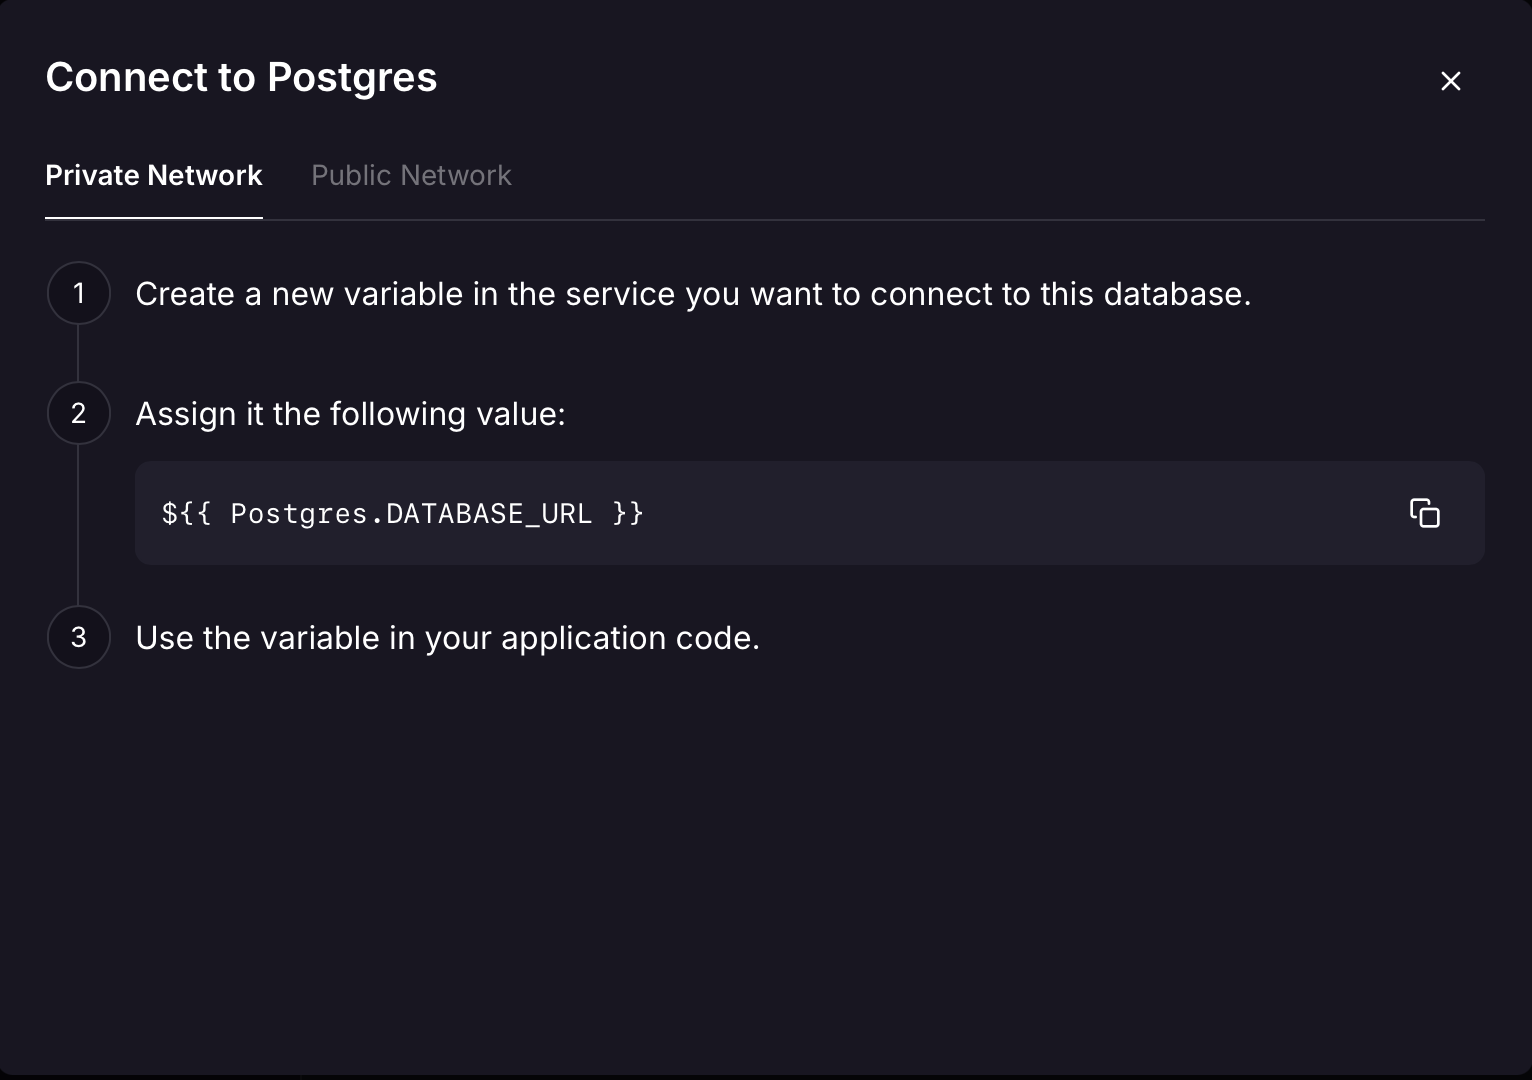 Connect to Postgres
Private Network Public Network
1 Create a new variable in the service you want to connect to this database.
2 Assign it the following value:
${{ Postgres.DATABASE_URL }}
3 Use the variable in your application code.